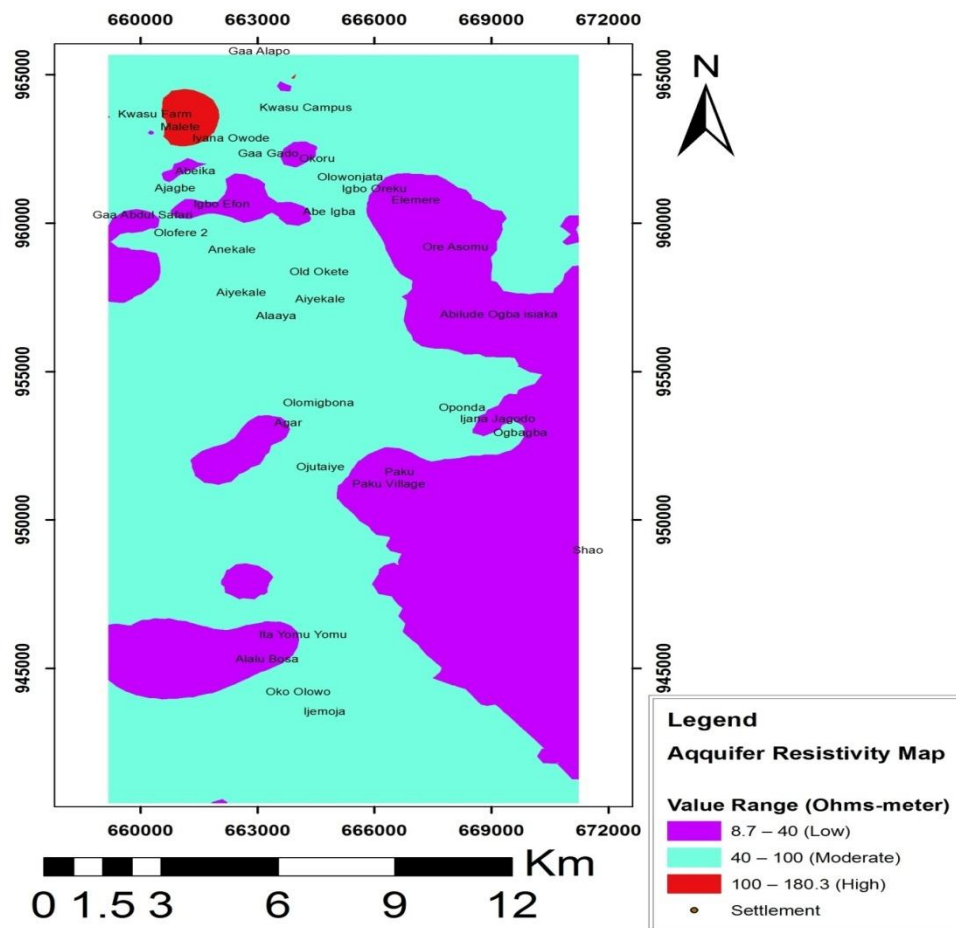 660000 663000 666000 669000 672000
Gaa Alapo
N
965000 965000
Kwasu Campus
Kwasu Farm
Malete
Iyana Owode
Gaa Gado
Okoru
Abeika
Olowonjata
Ajagbe
Igbo Oreku
Elemere
Igbo Efon
Abe Igba
Gaa Abdul Safari
960000 960000
Olofere 2
Anekale
Ore Asomu
Old Okete
Aiyekale
Aiyekale
Alaaya
Abilude Ogba isiaka
955000 955000
Olomigbona
Oponda
Agar
Ijana Jagodo
Ogbagba
Ojutaiye
Paku
Paku Village
950000 950000
Shao
Ila Yomu Yomu
Alalu Bosa
945000 945000
Oko Olowo
Ijemoja
660000 663000 666000 669000 672000
Km
0 1.5 3 6 9 12
Legend
Aqquifer Resistivity Map
Value Range (Ohms-meter)
8.7 – 40 (Low)
40 – 100 (Moderate)
100 – 180.3 (High)
Settlement